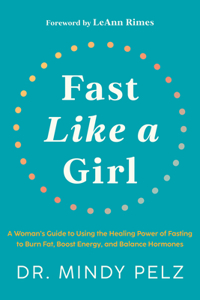 Foreword by LeAnn Rimes
Fast
Like a
Girl
A Woman's Guide to Using the Healing Power of Fasting
to Burn Fat, Boost Energy, and Balance Hormones
DR. MINDY PELZ